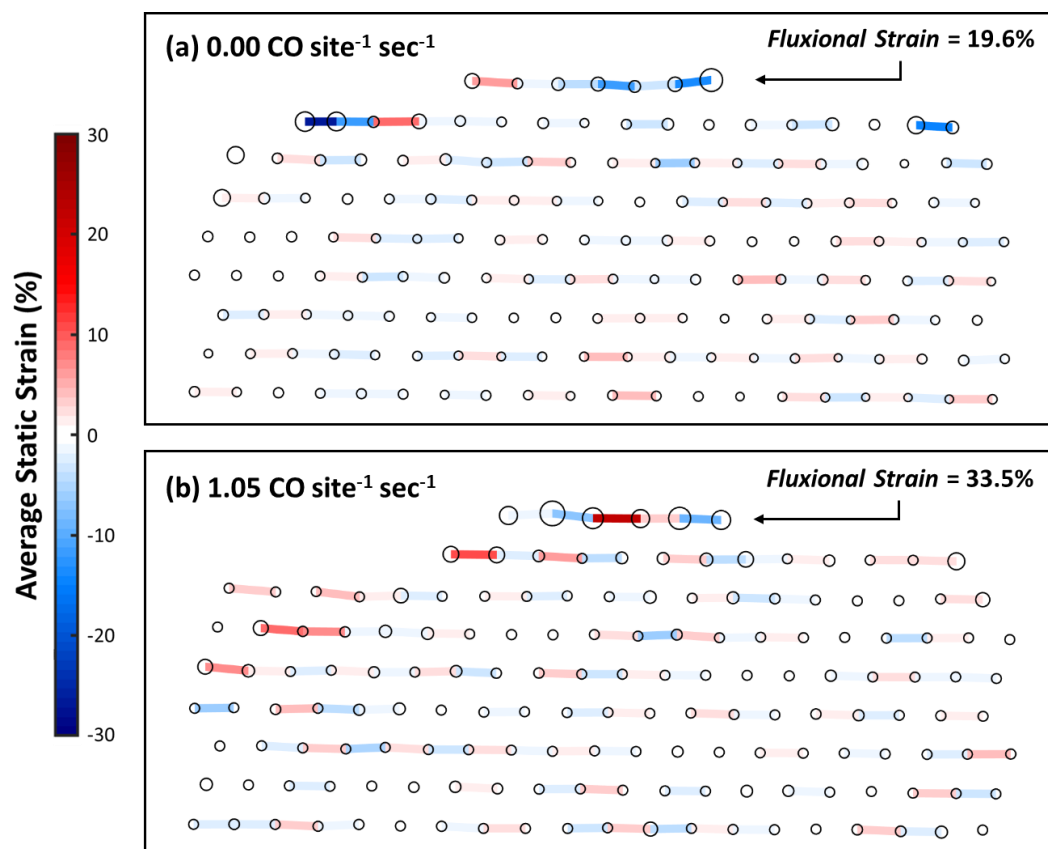 (a) 0.00 CO site⁻¹ sec⁻¹
Fluxional Strain = 19.6%
Average Static Strain (%)
30
20
10
0
-10
-20
-30
(b) 1.05 CO site⁻¹ sec⁻¹
Fluxional Strain = 33.5%